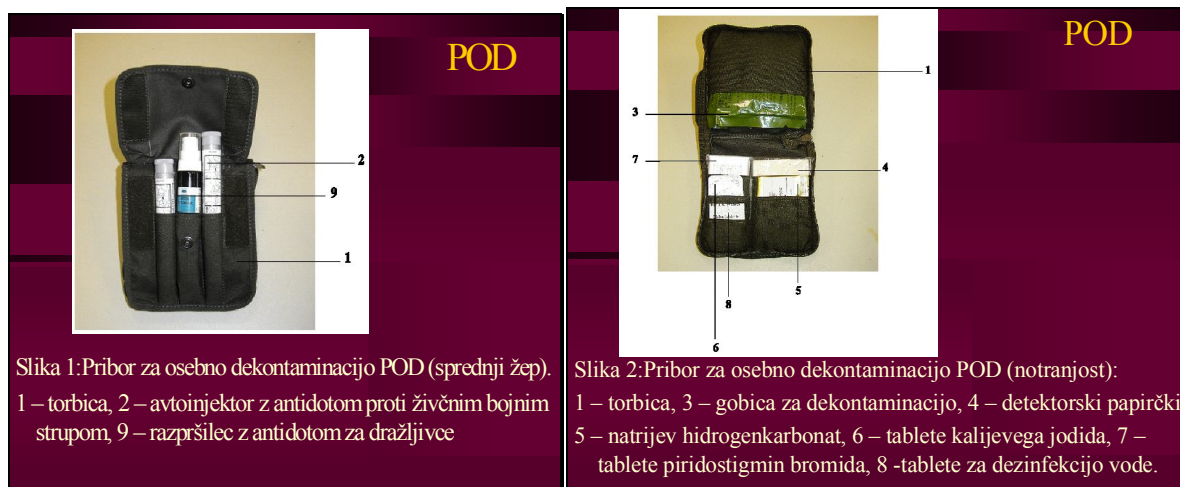 POD
2
9
1
Slika 1:Pribor za osebno dekontaminacijo POD (sprednji žep).
1 – torbica, 2 – avtoinjektor z antidotom proti živčnim bojnim
strupom, 9 – razpršilec z antidotom za dražljivce
POD
1
3
7
4
5
8
6
Slika 2:Pribor za osebno dekontaminacijo POD (notranjost):
1 – torbica, 3 – gobica za dekontaminacijo, 4 – detektorski papirčki
5 – natrijev hidrogenkarbonat, 6 – tablete kalijevega jodida, 7 –
tablete piridostigmin bromida, 8 -tablete za dezinfekcijo vode.